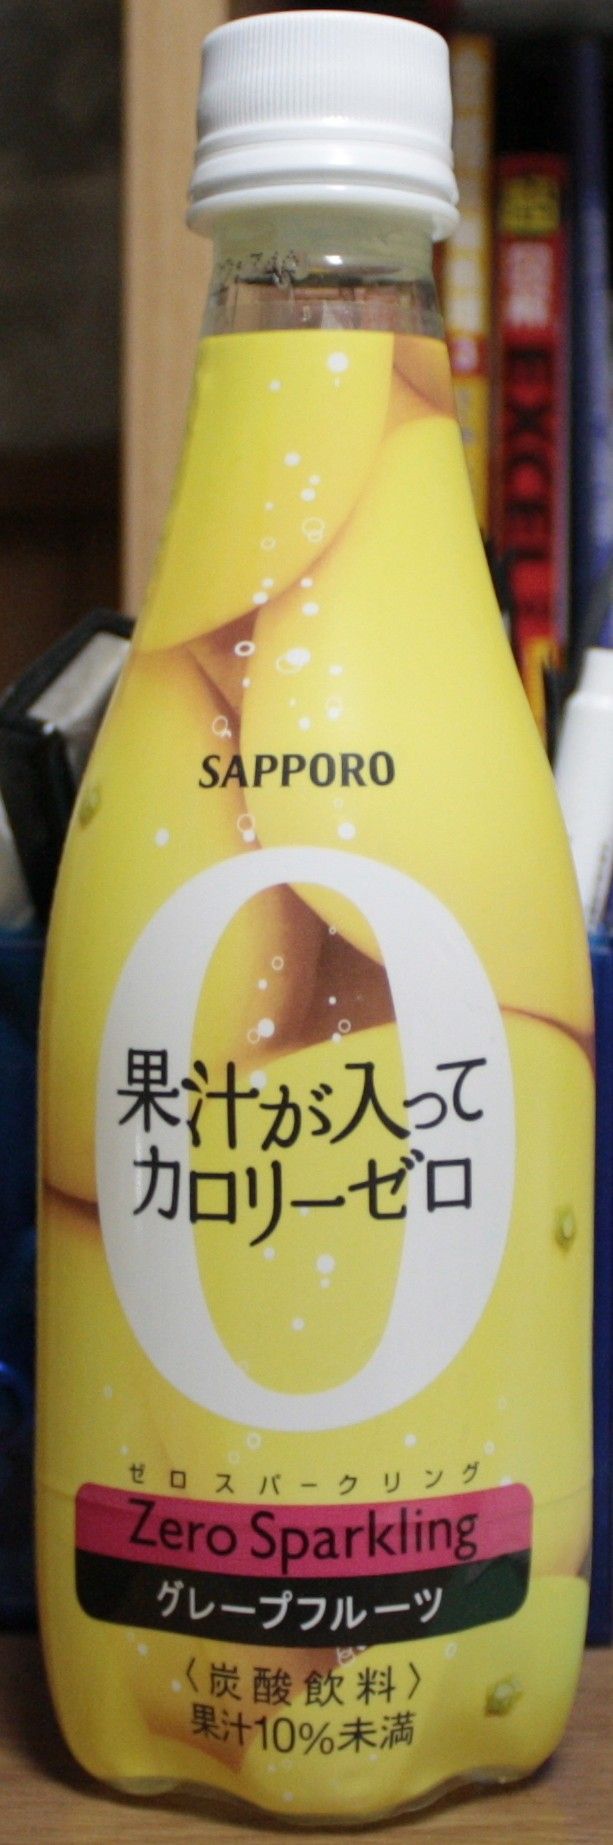 SAPPORO
0
果汁が入って
カロリーゼロ
ゼロスパークリング
Zero Sparkling
グレープフルーツ
〈炭酸飲料〉
果汁10%未満
EXCEL